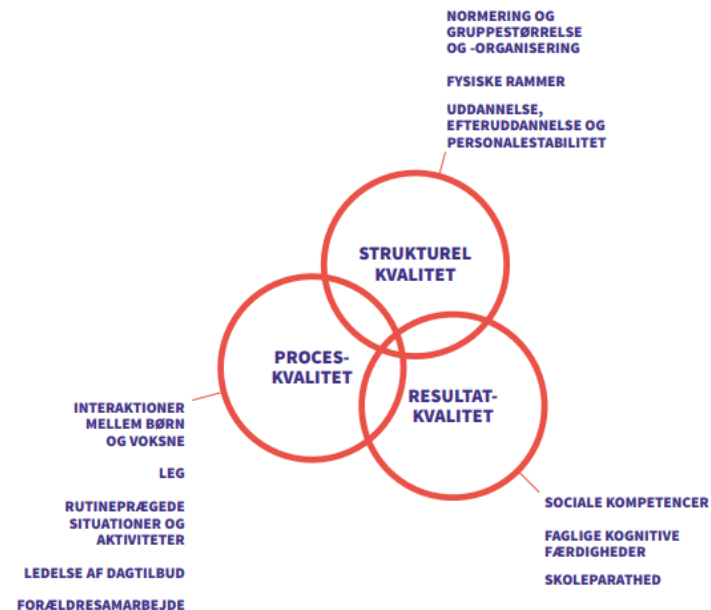 NORMERING OG
GRUPPESTØRRELSE
OG -ORGANISERING
FYSISKE RAMMER
UDDANNELSE,
EFTERUDDANNELSE OG
PERSONALESTABILITET
STRUKTUREL
KVALITET
PROCES-
KVALITET
RESULTAT-
KVALITET
INTERAKTIONER
MELLEM BØRN
OG VOKSNE
LEG
RUTINEPRÆGEDE
SITUATIONER OG
AKTIVITETER
LEDELSE AF DAGTILBUD
FORÆLDRESAMARBEJDE
SOCIALE KOMPETENCER
FAGLIGE KOGNITIVE
FÆRDIGHEDER
SKOLEPARATHED